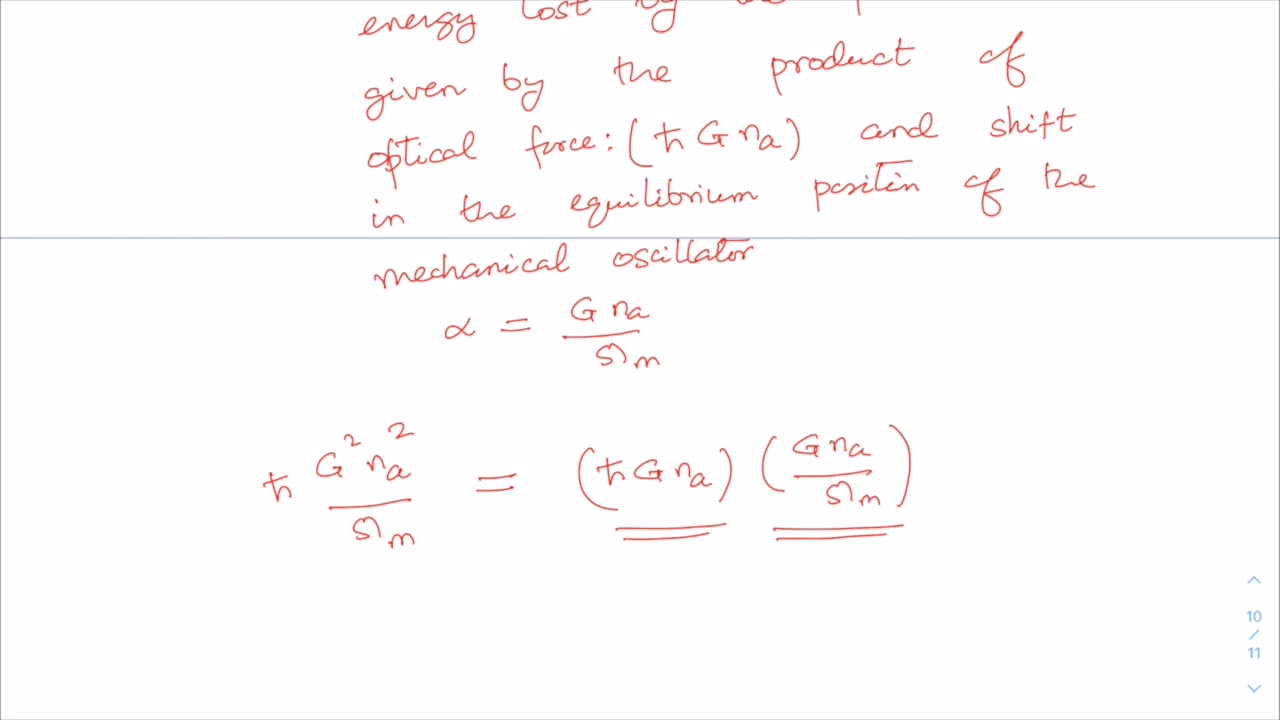 energy lost by
given by the product of
optical force: (ħ G nₐ) and shift
in the equilibrium position of the
mechanical oscillator
α = G nₐ / Ωₘ
ħ G² nₐ² / Ωₘ = (ħ G nₐ) (G nₐ / Ωₘ)
10
/
11